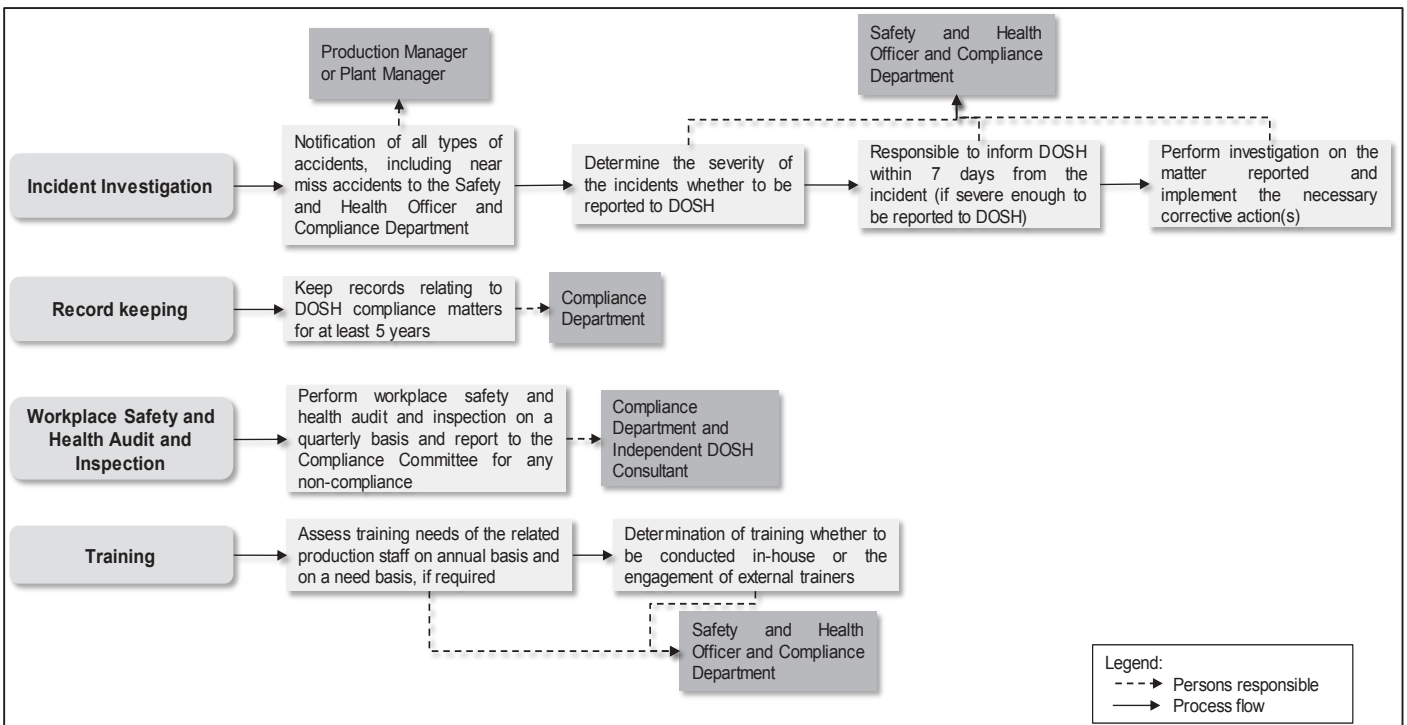 Production Manager
or Plant Manager
Safety and Health
Officer and Compliance
Department
Incident Investigation
Notification of all types of
accidents, including near
miss accidents to the Safety
and Health Officer and
Compliance Department
Determine the severity of
the incidents whether to be
reported to DOSH
Responsible to inform DOSH
within 7 days from the
incident (if severe enough to
be reported to DOSH)
Perform investigation on the
matter reported and
implement the necessary
corrective action(s)
Record keeping
Keep records relating to
DOSH compliance matters
for at least 5 years
Compliance
Department
Workplace Safety and
Health Audit and
Inspection
Perform workplace safety and
health audit and inspection on a
quarterly basis and report to the
Compliance Committee for any
non-compliance
Compliance
Department and
Independent DOSH
Consultant
Training
Assess training needs of the related
production staff on annual basis and
on a need basis, if required
Determination of training whether to
be conducted in-house or the
engagement of external trainers
Safety and Health
Officer and Compliance
Department
Legend:
Persons responsible
Process flow